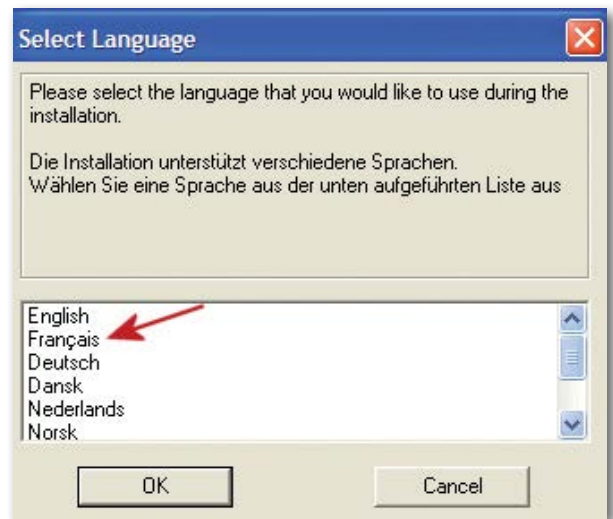 Select Language
Please select the language that you would like to use during the
installation.
Die Installation unterstützt verschiedene Sprachen.
Wählen Sie eine Sprache aus der unten aufgeführten Liste aus
English
Français
Deutsch
Dansk
Nederlands
Norsk
OK
Cancel